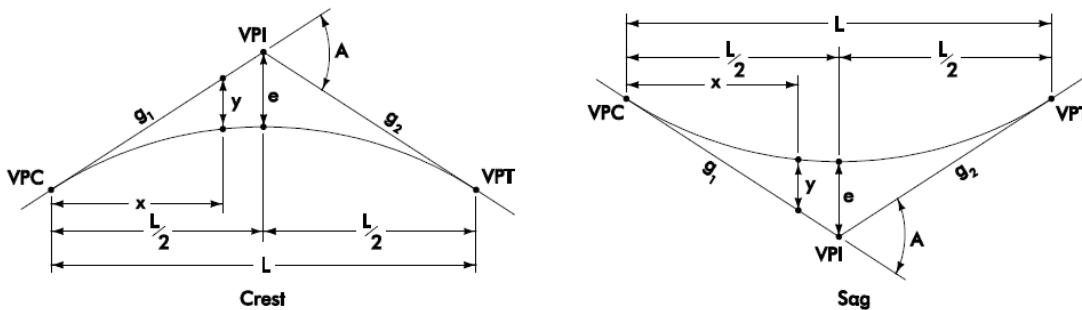 VPI
A
y
e
g₁
g₂
VPC
VPT
x
L/2
L/2
L
Crest
L
L/2
L/2
x
VPC
VPT
g₁
y
e
g₂
A
VPI
Sag